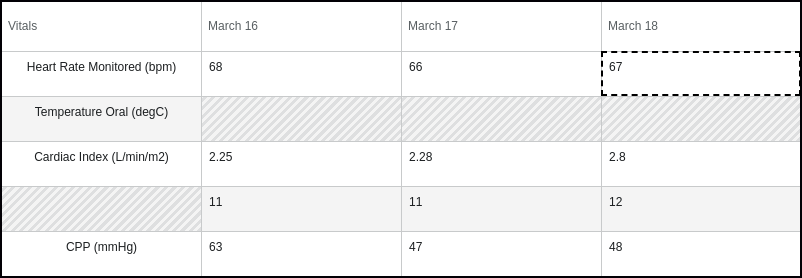 Vitals March 16 March 17 March 18
Heart Rate Monitored (bpm) 68 66 67
Temperature Oral (degC)
Cardiac Index (L/min/m2) 2.25 2.28 2.8
11 11 12
CPP (mmHg) 63 47 48